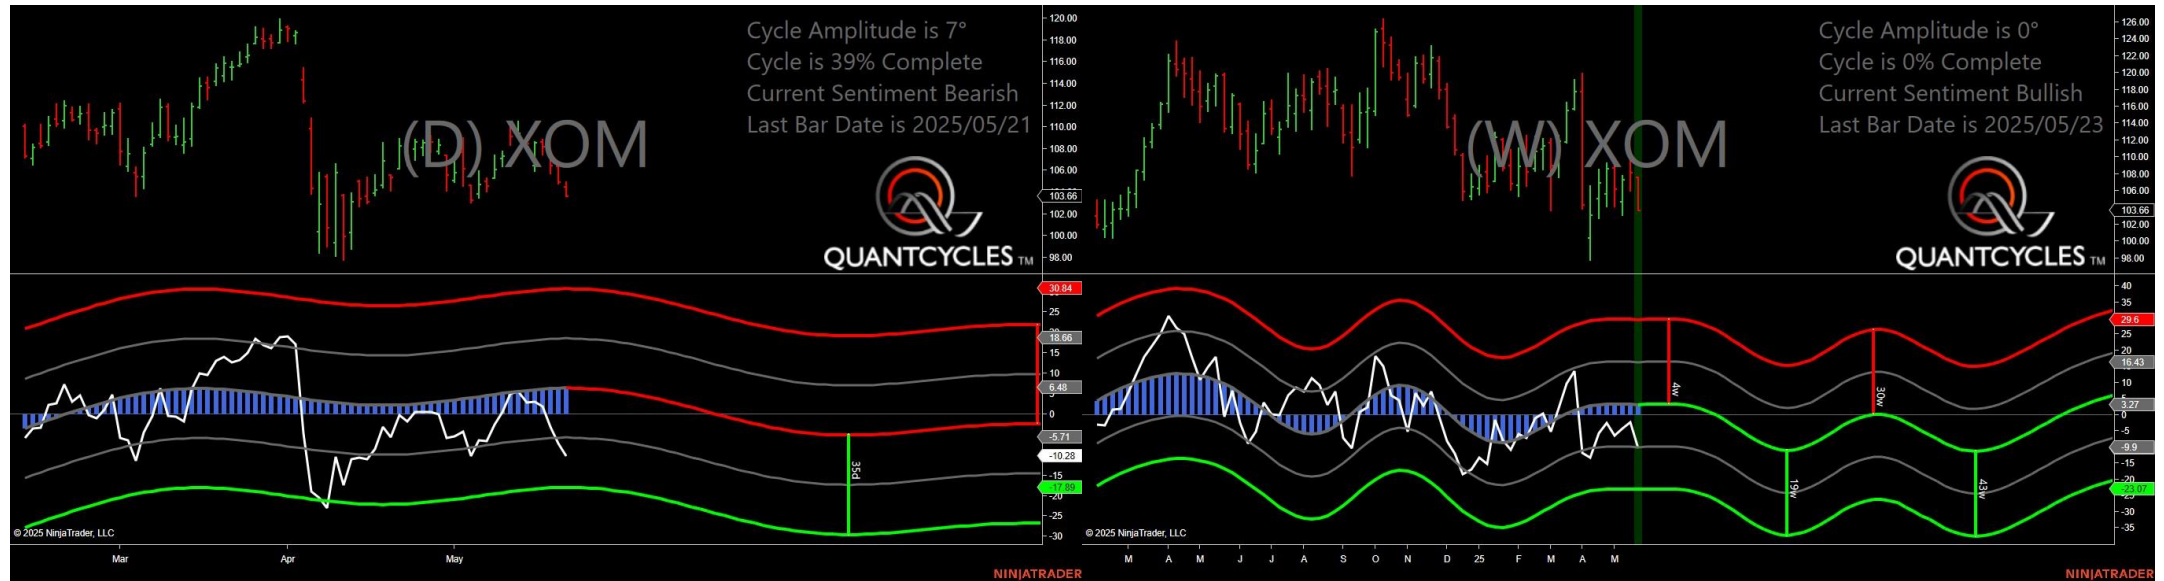 Cycle Amplitude is 7°
Cycle is 39% Complete
Current Sentiment Bearish
Last Bar Date is 2025/05/21
(D) XOM
QUANTCYCLES TM
120.00
118.00
116.00
114.00
112.00
110.00
108.00
106.00
103.66
102.00
100.00
98.00
30.84
25
18.66
15
10
6.48
0
-5.71
-10.28
-15
-17.89
-20
-25
-30
35d
© 2025 NinjaTrader, LLC
Mar Apr May
NINJATRADER
Cycle Amplitude is 0°
Cycle is 0% Complete
Current Sentiment Bullish
Last Bar Date is 2025/05/23
(W) XOM
QUANTCYCLES TM
126.00
124.00
122.00
120.00
118.00
116.00
114.00
112.00
110.00
108.00
106.00
103.66
102.00
100.00
98.00
40
35
29.6
25
20
16.43
10
5
3.27
0
-5
-9.9
-15
-20
-23.07
-30
-35
4w
30w
19w
43w
© 2025 NinjaTrader, LLC
M A M J J A S O N D 25 F M A M
NINJATRADER